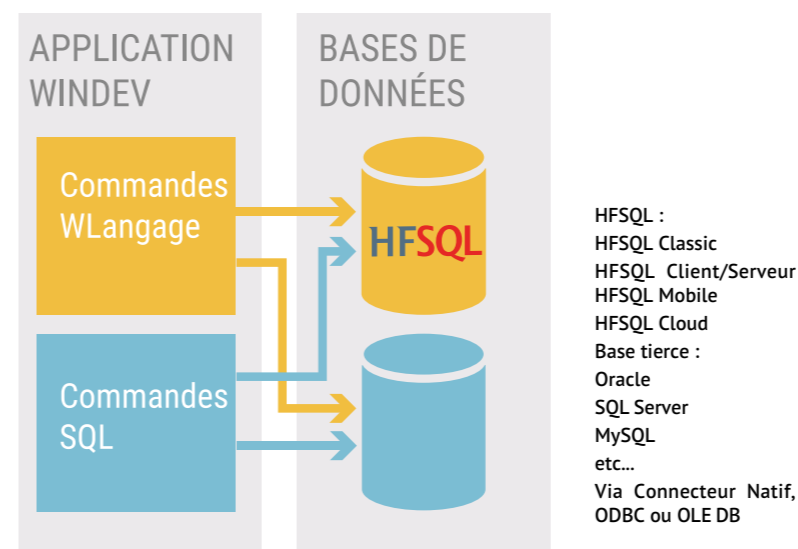 APPLICATION
WINDEV
BASES DE
DONNÉES
Commandes
WLangage
HFSQL
Commandes
SQL
HFSQL :
HFSQL Classic
HFSQL Client/Serveur
HFSQL Mobile
HFSQL Cloud
Base tierce :
Oracle
SQL Server
MySQL
etc...
Via Connecteur Natif,
ODBC ou OLE DB